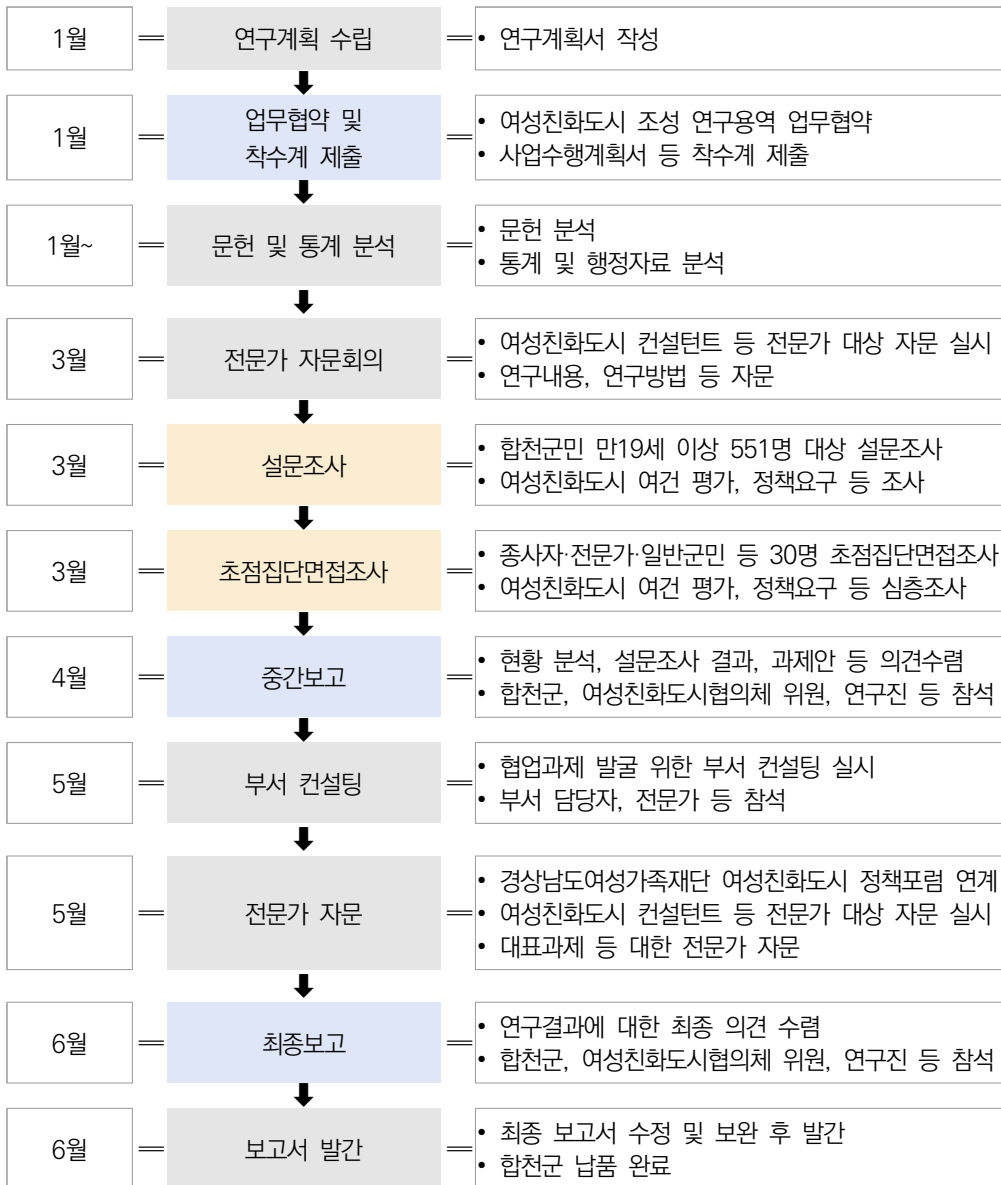 1월
연구계획 수립
• 연구계획서 작성
1월
업무협약 및
착수계 제출
• 여성친화도시 조성 연구용역 업무협약
• 사업수행계획서 등 착수계 제출
1월~
문헌 및 통계 분석
• 문헌 분석
• 통계 및 행정자료 분석
3월
전문가 자문회의
• 여성친화도시 컨설턴트 등 전문가 대상 자문 실시
• 연구내용, 연구방법 등 자문
3월
설문조사
• 합천군민 만19세 이상 551명 대상 설문조사
• 여성친화도시 여건 평가, 정책요구 등 조사
3월
초점집단면접조사
• 종사자·전문가·일반군민 등 30명 초점집단면접조사
• 여성친화도시 여건 평가, 정책요구 등 심층조사
4월
중간보고
• 현황 분석, 설문조사 결과, 과제안 등 의견수렴
• 합천군, 여성친화도시협의체 위원, 연구진 등 참석
5월
부서 컨설팅
• 협업과제 발굴 위한 부서 컨설팅 실시
• 부서 담당자, 전문가 등 참석
5월
전문가 자문
• 경상남도여성가족재단 여성친화도시 정책포럼 연계
• 여성친화도시 컨설턴트 등 전문가 대상 자문 실시
• 대표과제 등 대한 전문가 자문
6월
최종보고
• 연구결과에 대한 최종 의견 수렴
• 합천군, 여성친화도시협의체 위원, 연구진 등 참석
6월
보고서 발간
• 최종 보고서 수정 및 보완 후 발간
• 합천군 납품 완료